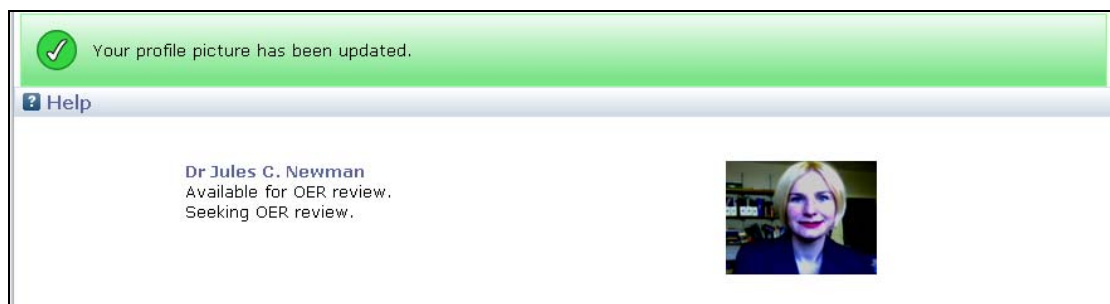 Your profile picture has been updated.
? Help
Dr Jules C. Newman
Available for OER review.
Seeking OER review.